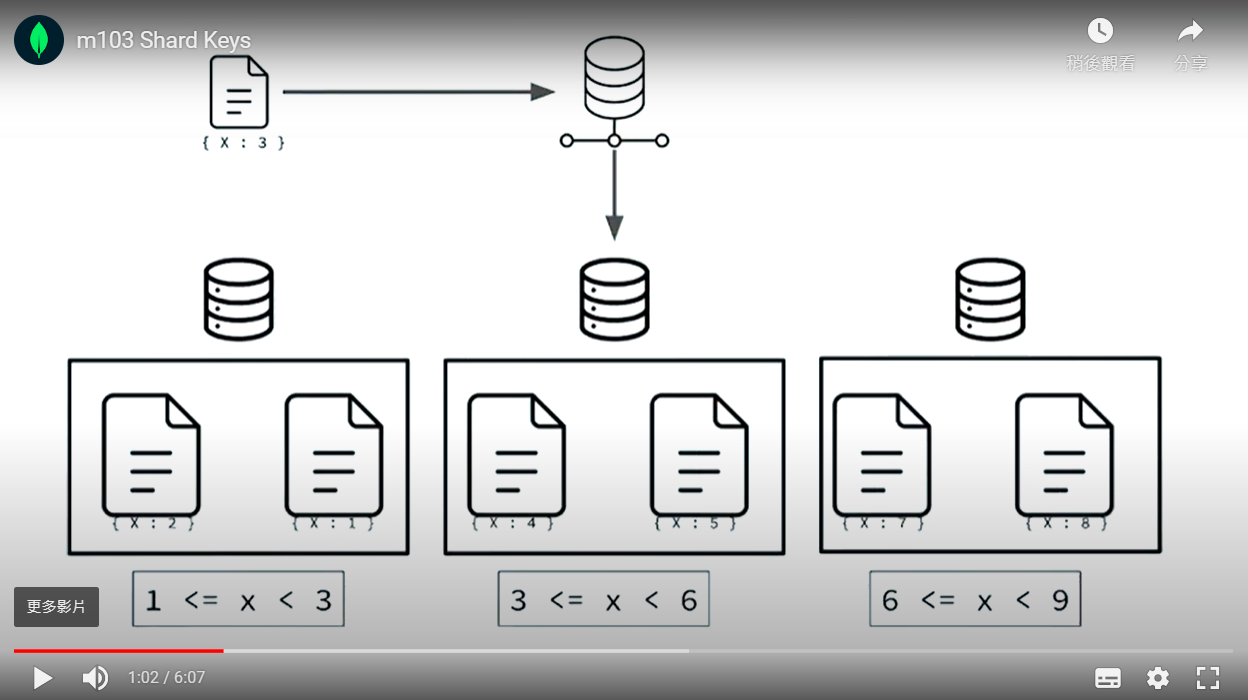 m103 Shard Keys
稍後觀看
分享
{ X : 3 }
{ X : 2 }
{ X : 1 }
{ X : 4 }
{ X : 5 }
{ X : 7 }
{ X : 8 }
1 <= x < 3
3 <= x < 6
6 <= x < 9
更多影片
1:02 / 6:07